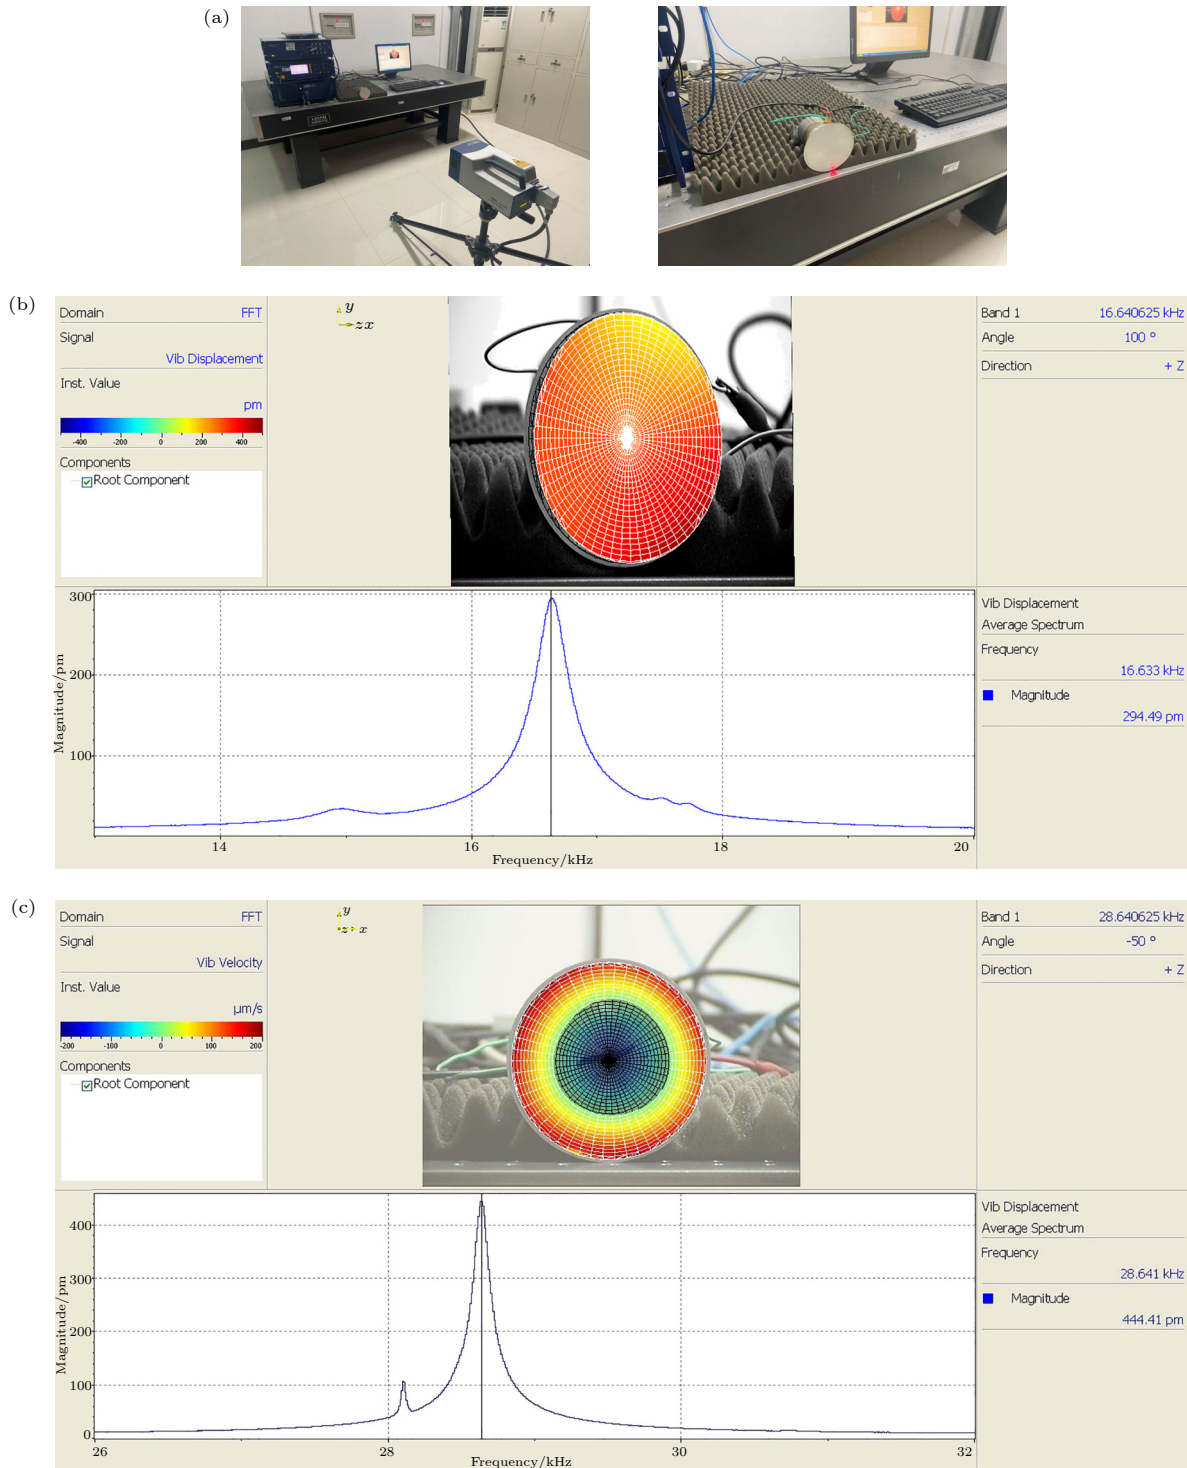 (a)
(b)
Domain FFT
Signal
Vib Displacement
Inst. Value
pm
-400 -200 0 200 400
Components
Root Component
y
zx
Band 1 16.640625 kHz
Angle 100 °
Direction + Z
300
200
100
Magnitude/pm
14 16 18 20
Frequency/kHz
Vib Displacement
Average Spectrum
Frequency
16.633 kHz
Magnitude
294.49 pm
(c)
Domain FFT
Signal
Vib Velocity
Inst. Value
µm/s
-200 -100 0 100 200
Components
Root Component
y
z x
Band 1 28.640625 kHz
Angle -50 °
Direction + Z
400
300
200
100
0
Magnitude/pm
26 28 30 32
Frequency/kHz
Vib Displacement
Average Spectrum
Frequency
28.641 kHz
Magnitude
444.41 pm